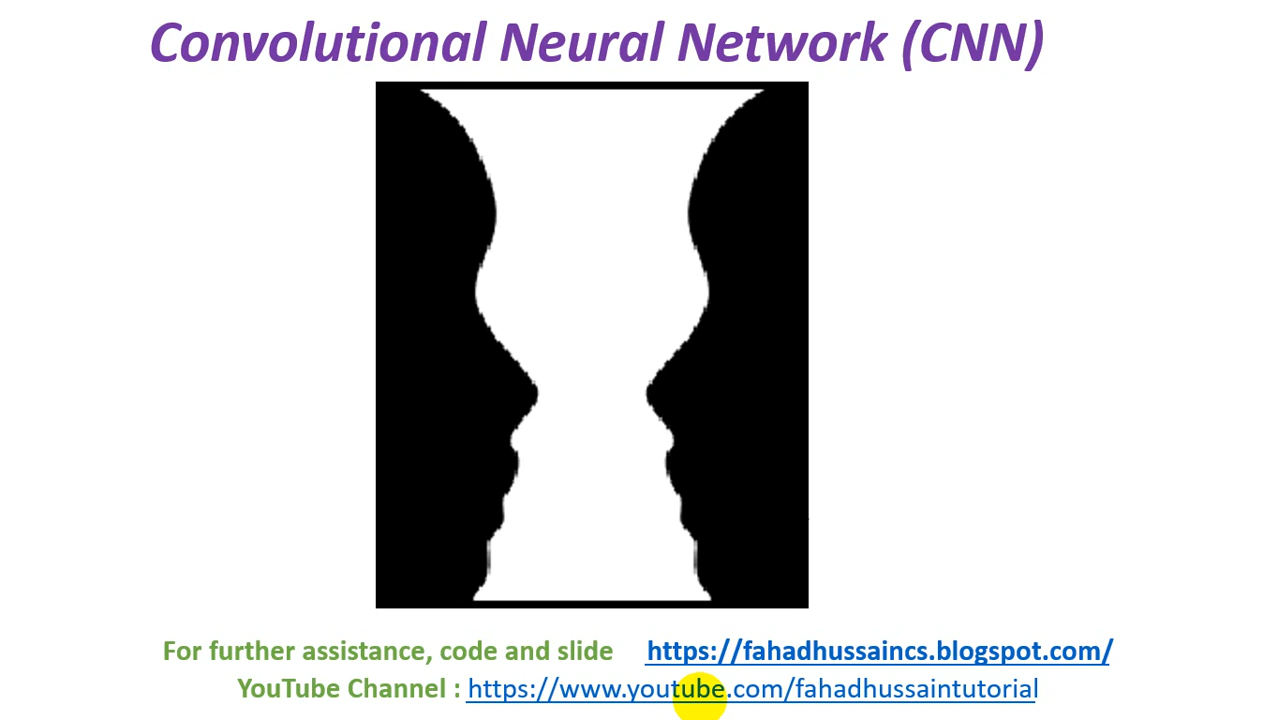 Convolutional Neural Network (CNN)
For further assistance, code and slide https://fahadhussaincs.blogspot.com/
YouTube Channel : https://www.youtube.com/fahadhussaintutorial